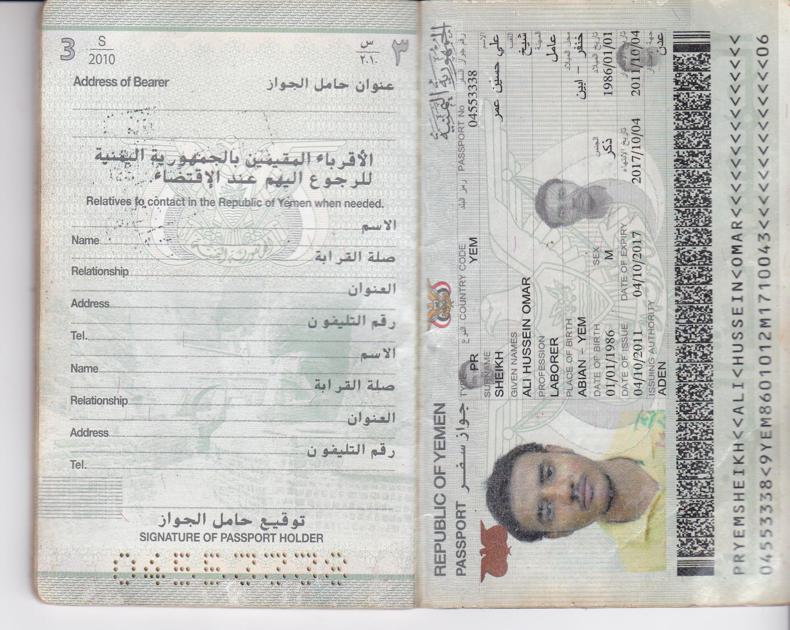 3
S
2010
Address of Bearer
عنوان حامل الجواز
س
٢٠١٠
٣
الأقرباء المقيمين بالجمهورية اليمنية
للرجوع اليهم عند الاقتضاء
Relatives to contact in the Republic of Yemen when needed.
Name الاسم
Relationship صلة القرابة
Address العنوان
Tel. رقم التليفون
Name الاسم
Relationship صلة القرابة
Address العنوان
Tel. رقم التليفون
توقيع حامل الجواز
SIGNATURE OF PASSPORT HOLDER
REPUBLIC OF YEMEN الجمهورية اليمنية
PASSPORT جواز سفر TYPE النوع COUNTRY CODE رمز البلد PASSPORT No رقم جواز السفر
PR YEM 04553338
SURNAME الاسم
SHEIKH علي حسين عمر
GIVEN NAMES اللقب
ALI HUSSEIN OMAR شيخ
PROFESSION المهنة
LABORER عامل
PLACE OF BIRTH محل الميلاد
ABIAN - YEM خنفر - ابين
DATE OF BIRTH SEX الجنس تاريخ الميلاد
01/01/1986 M ذكر 1986/01/01
DATE OF ISSUE DATE OF EXPIRY تاريخ الانتهاء
04/10/2011 04/10/2017 2017/10/04 2011/10/04
ISSUING AUTHORITY جهة الاصدار
ADEN عدن
PRYEMSHEIKH<<ALI<HUSSEIN<OMAR<<<<<<<<<<<<<<<
04553338<9YEM8601012M1710043<<<<<<<<<<<<<<06